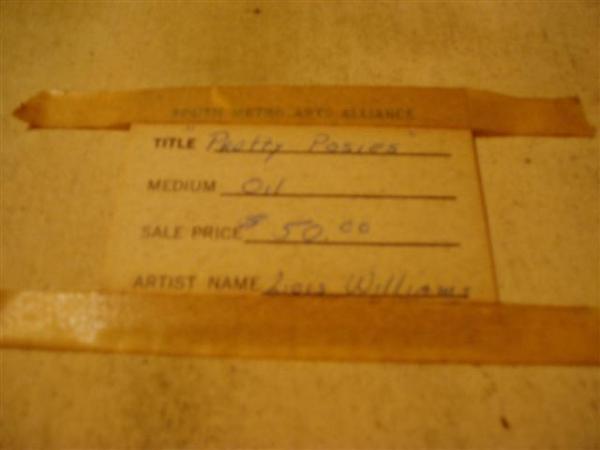 SOUTH METRO ARTS ALLIANCE
TITLE "Pretty Posies"
MEDIUM Oil
SALE PRICE $50.00
ARTIST NAME Lois Williams